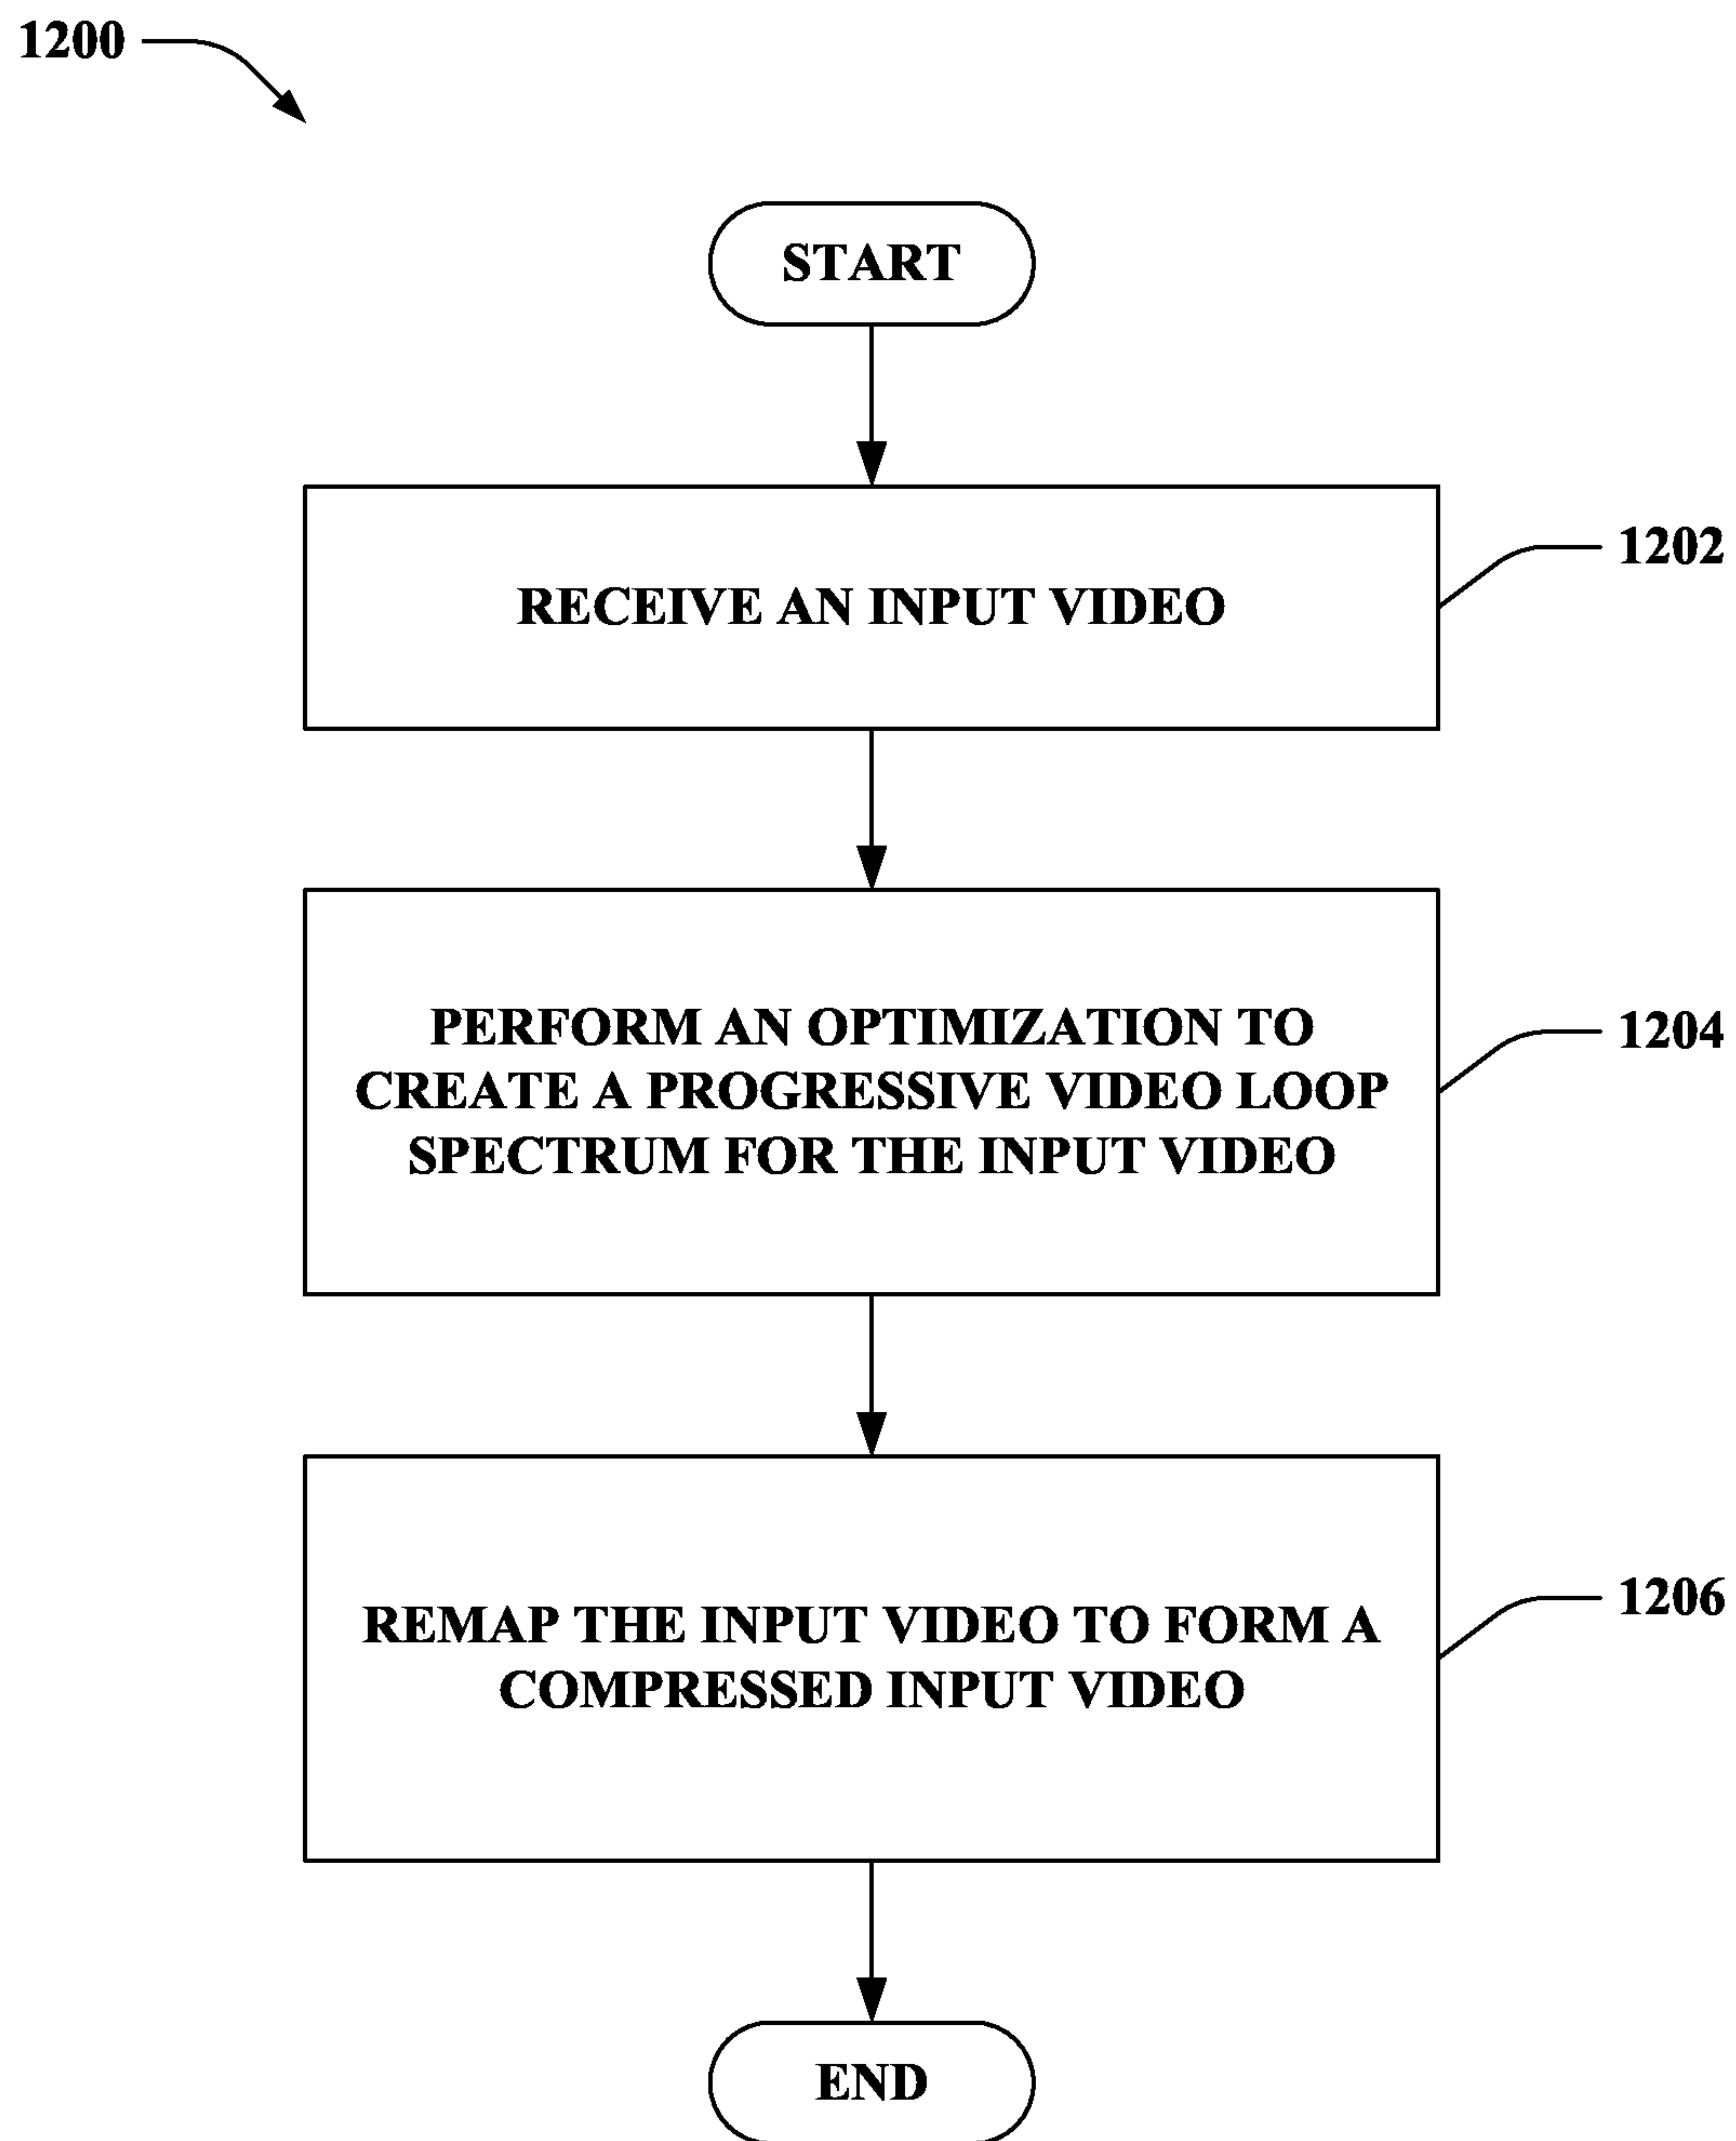 1200
START
RECEIVE AN INPUT VIDEO
1202
PERFORM AN OPTIMIZATION TO
CREATE A PROGRESSIVE VIDEO LOOP
SPECTRUM FOR THE INPUT VIDEO
1204
REMAP THE INPUT VIDEO TO FORM A
COMPRESSED INPUT VIDEO
1206
END